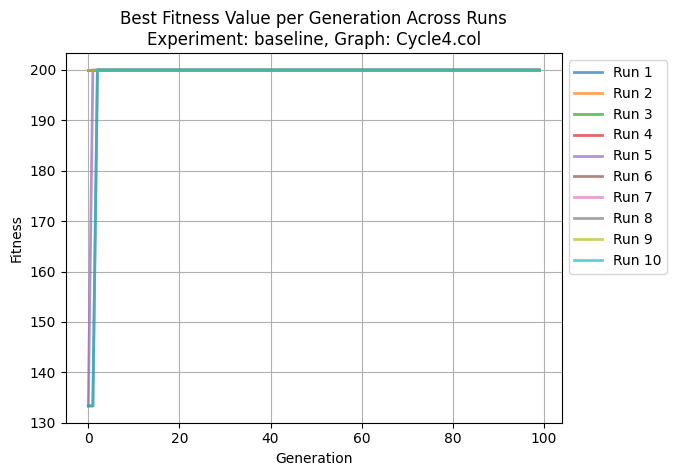 Best Fitness Value per Generation Across Runs
Experiment: baseline, Graph: Cycle4.col
200
190
180
170
160
150
140
130
Fitness
0
20
40
60
80
100
Generation
Run 1
Run 2
Run 3
Run 4
Run 5
Run 6
Run 7
Run 8
Run 9
Run 10